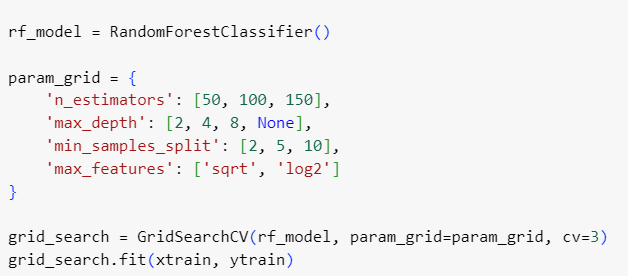 rf_model = RandomForestClassifier()
param_grid = {
    'n_estimators': [50, 100, 150],
    'max_depth': [2, 4, 8, None],
    'min_samples_split': [2, 5, 10],
    'max_features': ['sqrt', 'log2']
}
grid_search = GridSearchCV(rf_model, param_grid=param_grid, cv=3)
grid_search.fit(xtrain, ytrain)